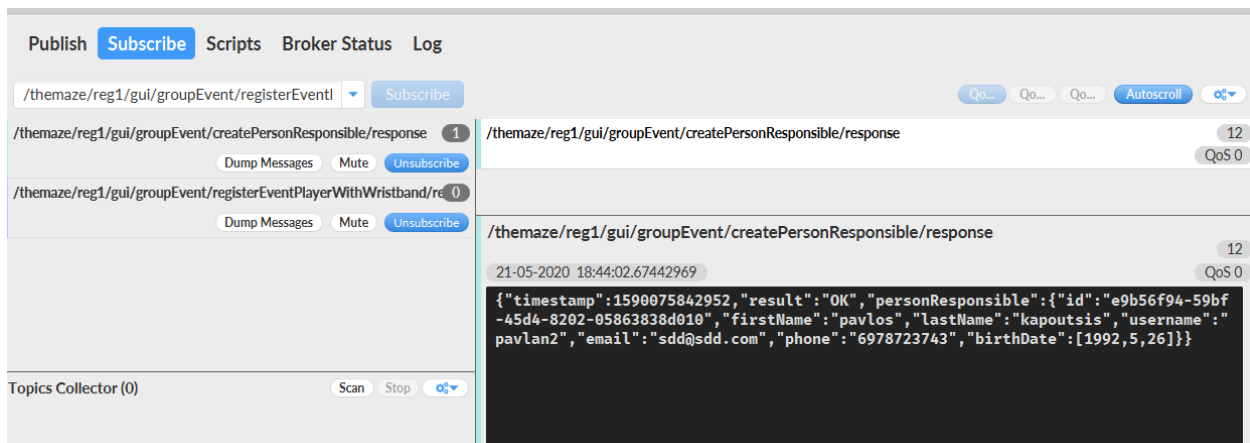 Publish Subscribe Scripts Broker Status Log
/themaze/reg1/gui/groupEvent/registerEventl Subscribe
Qo... Qo... Qo... Autoscroll
/themaze/reg1/gui/groupEvent/createPersonResponsible/response 1
Dump Messages Mute Unsubscribe
/themaze/reg1/gui/groupEvent/registerEventPlayerWithWristband/re 0
Dump Messages Mute Unsubscribe
Topics Collector (0) Scan Stop
/themaze/reg1/gui/groupEvent/createPersonResponsible/response 12
QoS 0
/themaze/reg1/gui/groupEvent/createPersonResponsible/response
12
21-05-2020 18:44:02.67442969 QoS 0
{"timestamp":1590075842952,"result":"OK","personResponsible":{"id":"e9b56f94-59bf
-45d4-8202-05863838d010","firstName":"pavlos","lastName":"kapoutsis","username":"
pavlan2","email":"sdd@sdd.com","phone":"6978723743","birthDate":[1992,5,26]}}